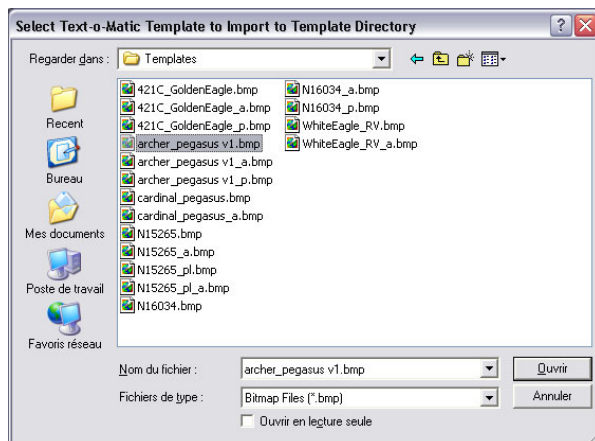 Select Text-o-Matic Template to Import to Template Directory
Regarder dans :
Templates
Recent
Bureau
Mes documents
Poste de travail
Favoris réseau
421C_GoldenEagle.bmp
421C_GoldenEagle_a.bmp
421C_GoldenEagle_p.bmp
archer_pegasus v1.bmp
archer_pegasus v1_a.bmp
archer_pegasus v1_p.bmp
cardinal_pegasus.bmp
cardinal_pegasus_a.bmp
N15265.bmp
N15265_a.bmp
N15265_pl.bmp
N15265_pl_a.bmp
N16034.bmp
N16034_a.bmp
N16034_p.bmp
WhiteEagle_RV.bmp
WhiteEagle_RV_a.bmp
Nom du fichier :
archer_pegasus v1.bmp
Ouvrir
Fichiers de type :
Bitmap Files (*.bmp)
Annuler
Ouvrir en lecture seule